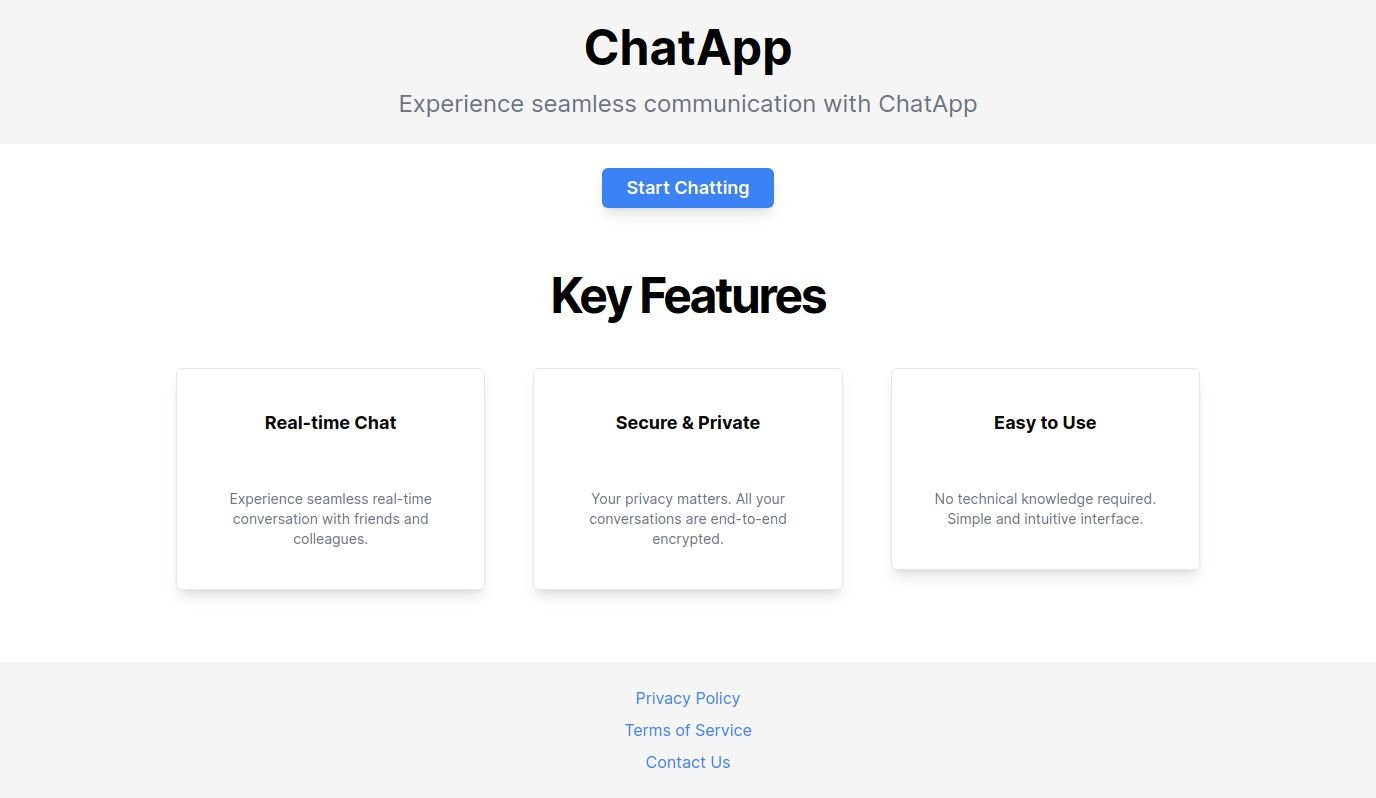 ChatApp
Experience seamless communication with ChatApp
Start Chatting
Key Features
Real-time Chat
Experience seamless real-time
conversation with friends and
colleagues.
Secure & Private
Your privacy matters. All your
conversations are end-to-end
encrypted.
Easy to Use
No technical knowledge required.
Simple and intuitive interface.
Privacy Policy
Terms of Service
Contact Us